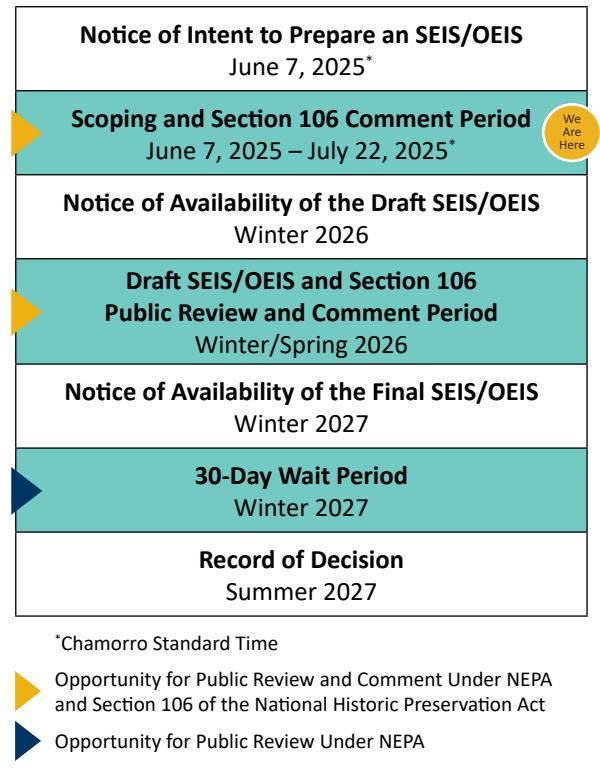 Notice of Intent to Prepare an SEIS/OEIS
June 7, 2025*
Scoping and Section 106 Comment Period
June 7, 2025 – July 22, 2025*
We
Are
Here
Notice of Availability of the Draft SEIS/OEIS
Winter 2026
Draft SEIS/OEIS and Section 106
Public Review and Comment Period
Winter/Spring 2026
Notice of Availability of the Final SEIS/OEIS
Winter 2027
30-Day Wait Period
Winter 2027
Record of Decision
Summer 2027
*Chamorro Standard Time
Opportunity for Public Review and Comment Under NEPA
and Section 106 of the National Historic Preservation Act
Opportunity for Public Review Under NEPA